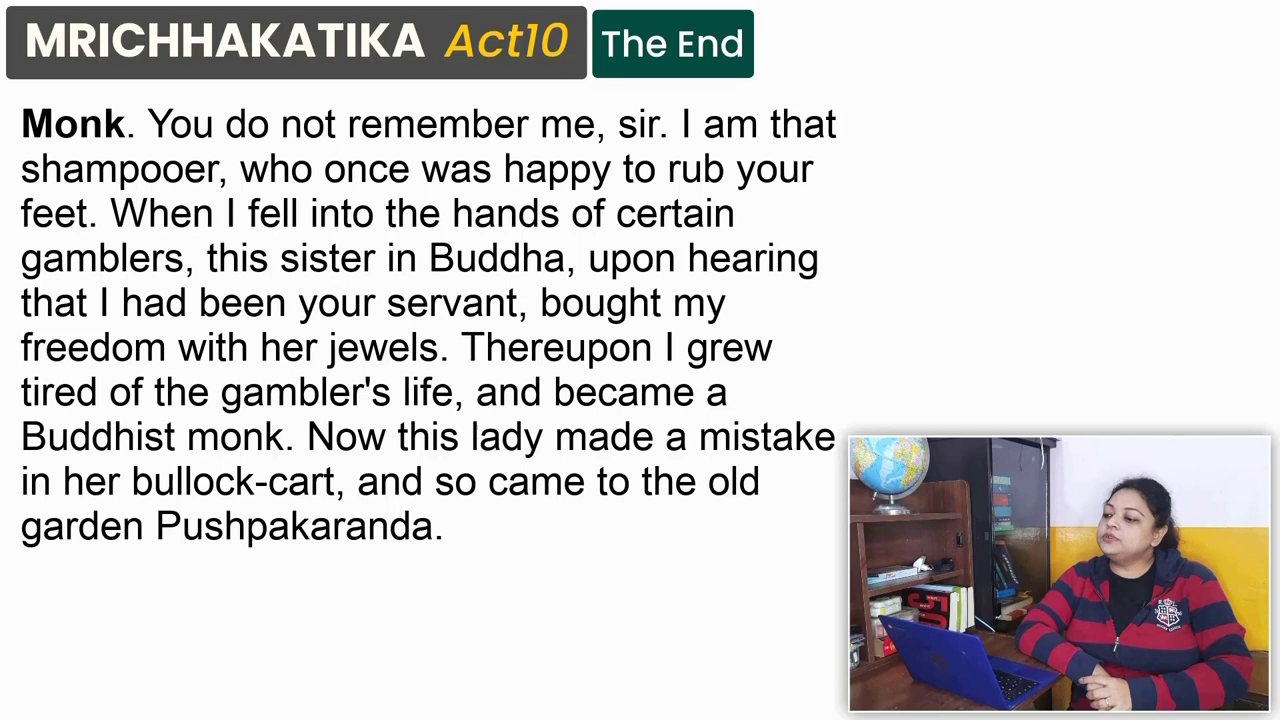 MRICHHAKATIKA Act10 The End
Monk. You do not remember me, sir. I am that
shampooer, who once was happy to rub your
feet. When I fell into the hands of certain
gamblers, this sister in Buddha, upon hearing
that I had been your servant, bought my
freedom with her jewels. Thereupon I grew
tired of the gambler's life, and became a
Buddhist monk. Now this lady made a mistake
in her bullock-cart, and so came to the old
garden Pushpakaranda.